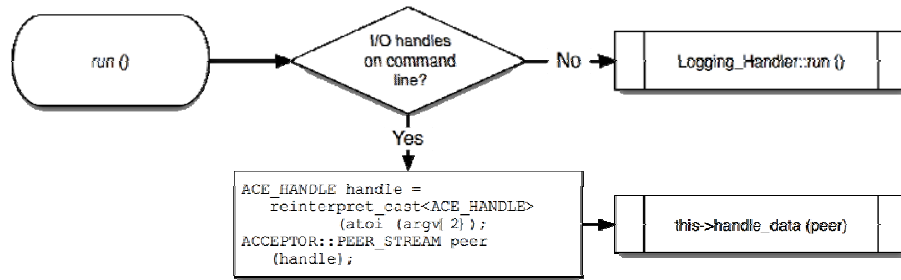 run ()
I/O handles
on command
line?
No
Logging_Handler::run ()
Yes
ACE_HANDLE handle =
reinterpret_cast<ACE_HANDLE>
(atoi (argv[ 2]);
ACCEPTOR::PEER_STREAM peer
(handle);
this->handle_data (peer)